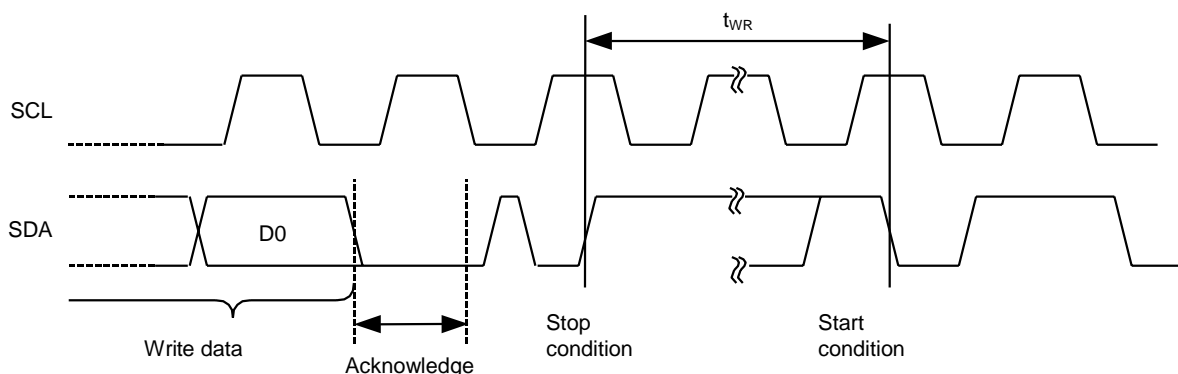 tWR
SCL
SDA
D0
Write data
Acknowledge
Stop
condition
Start
condition